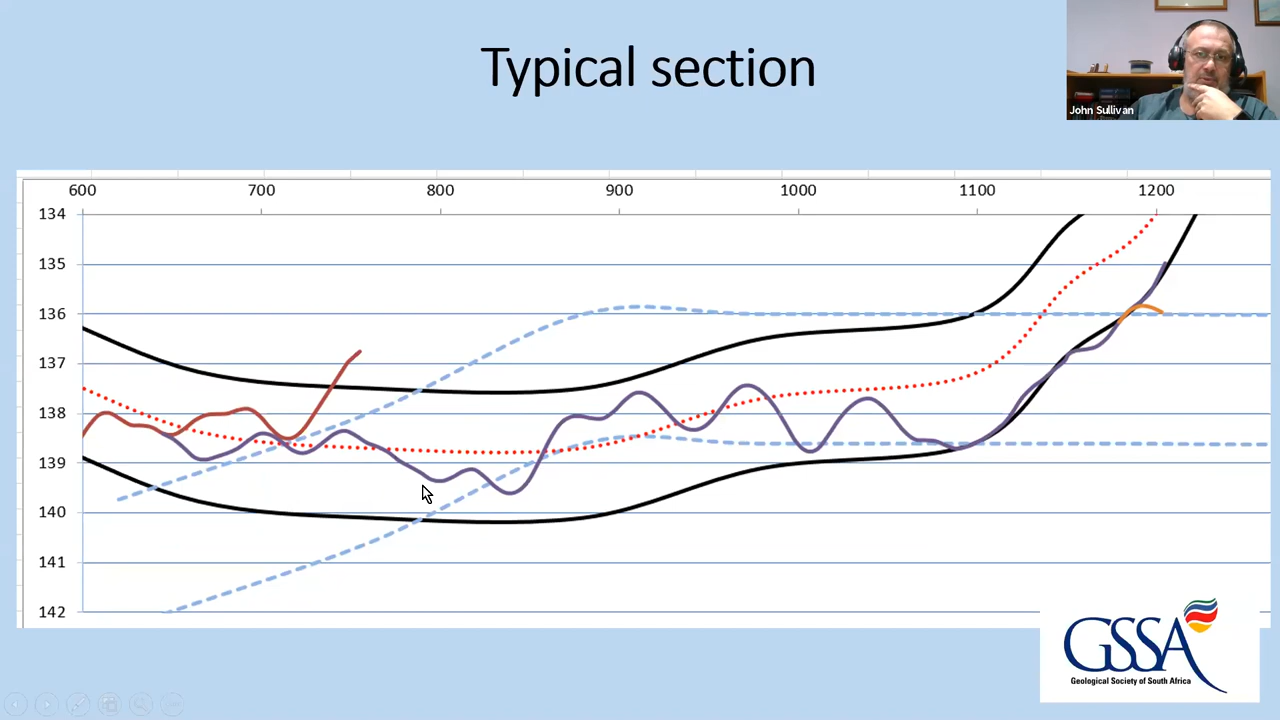 Typical section
John Sullivan
600 700 800 900 1000 1100 1200
134
135
136
137
138
139
140
141
142
GSSA
Geological Society of South Africa